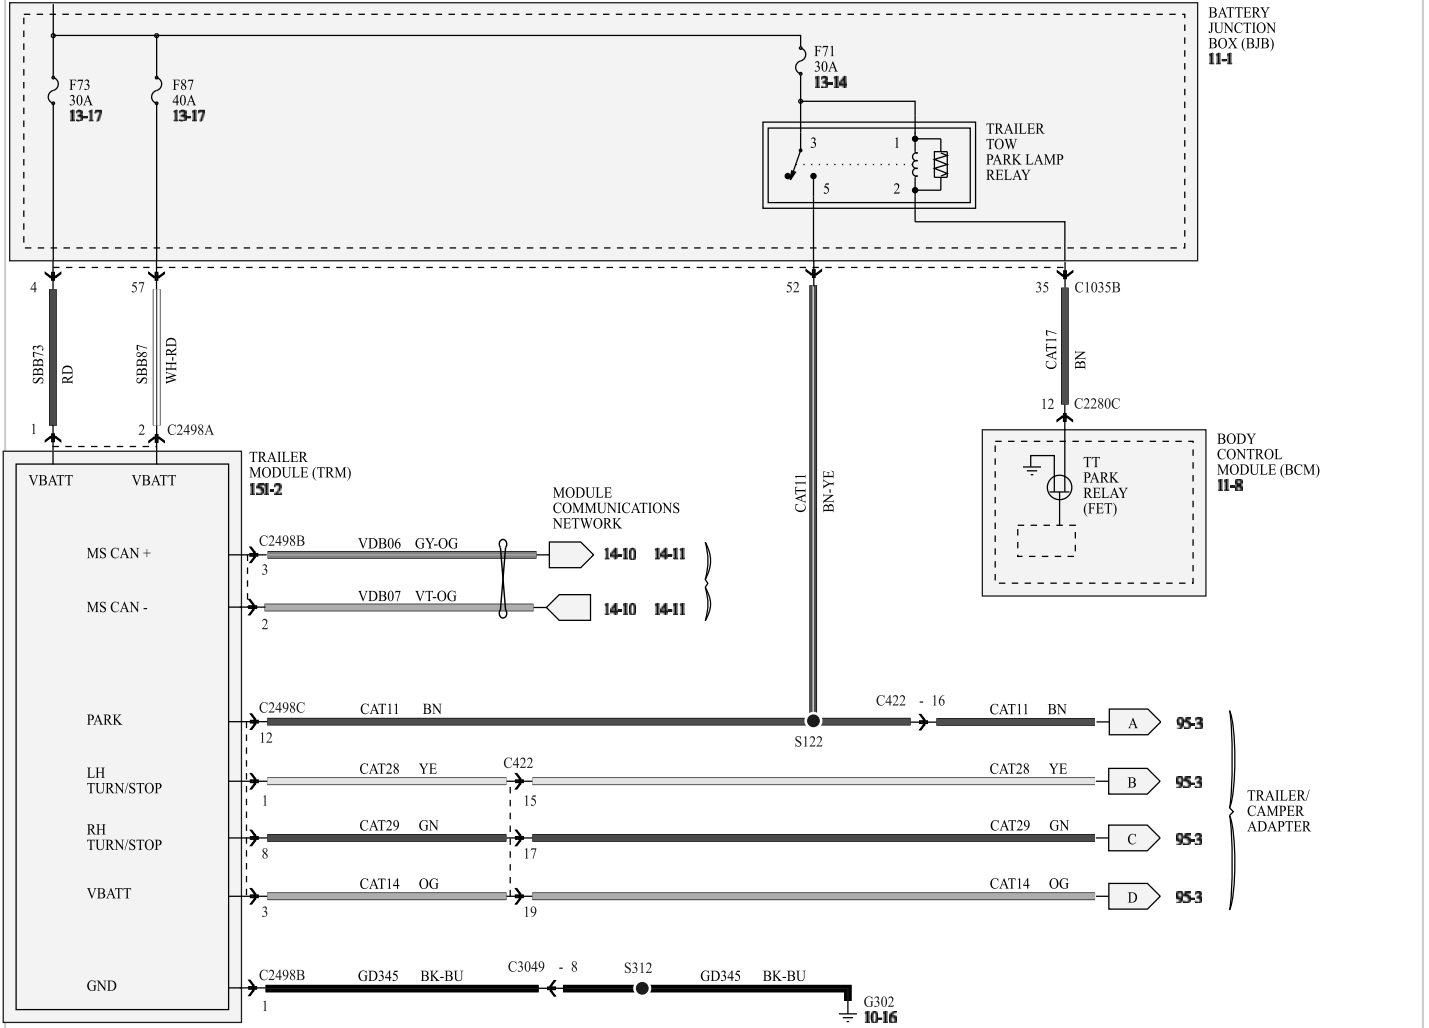 BATTERY
JUNCTION
BOX (BJB)
11-1
F73
30A
13-17
F87
40A
13-17
F71
30A
13-14
3
1
5
2
TRAILER
TOW
PARK LAMP
RELAY
4
57
52
35 C1035B
SBB73
RD
SBB87
WH-RD
CAT17
BN
1
2 C2498A
12 C2280C
TRAILER
MODULE (TRM)
151-2
VBATT
VBATT
BODY
CONTROL
MODULE (BCM)
11-8
TT
PARK
RELAY
(FET)
CAT11
BN-YE
MODULE
COMMUNICATIONS
NETWORK
MS CAN +
C2498B
3
VDB06 GY-OG
14-10 14-11
MS CAN -
2
VDB07 VT-OG
14-10 14-11
PARK
C2498C
12
CAT11 BN
S122
C422 - 16
CAT11 BN
A
95-3
LH
TURN/STOP
1
CAT28 YE
C422
15
CAT28 YE
B
95-3
RH
TURN/STOP
8
CAT29 GN
17
CAT29 GN
C
95-3
VBATT
3
CAT14 OG
19
CAT14 OG
D
95-3
TRAILER/
CAMPER
ADAPTER
GND
C2498B
1
GD345 BK-BU
C3049 - 8
S312
GD345 BK-BU
G302
10-16